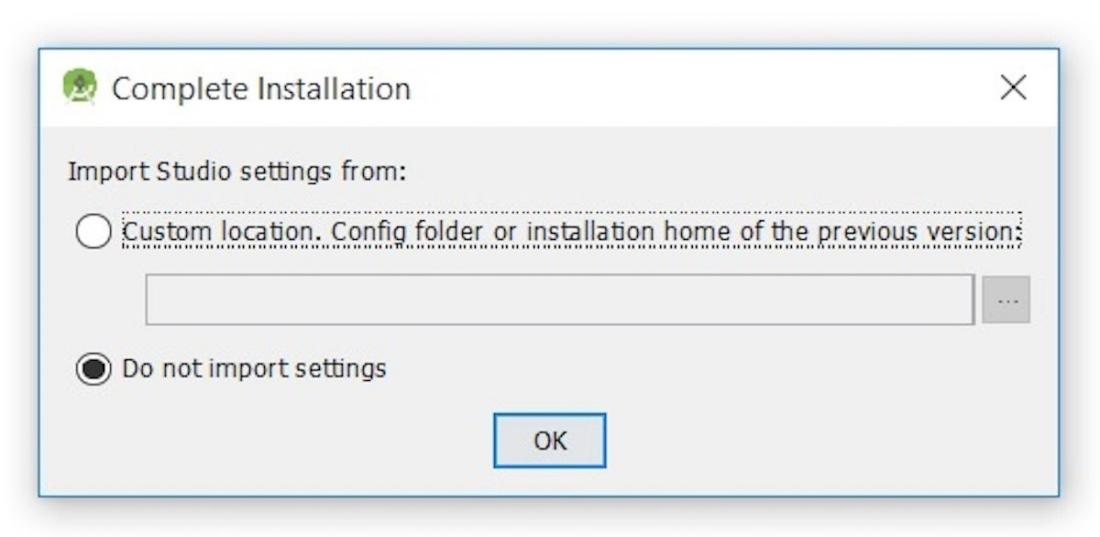 Complete Installation
Import Studio settings from:
Custom location. Config folder or installation home of the previous version:
...
Do not import settings
OK